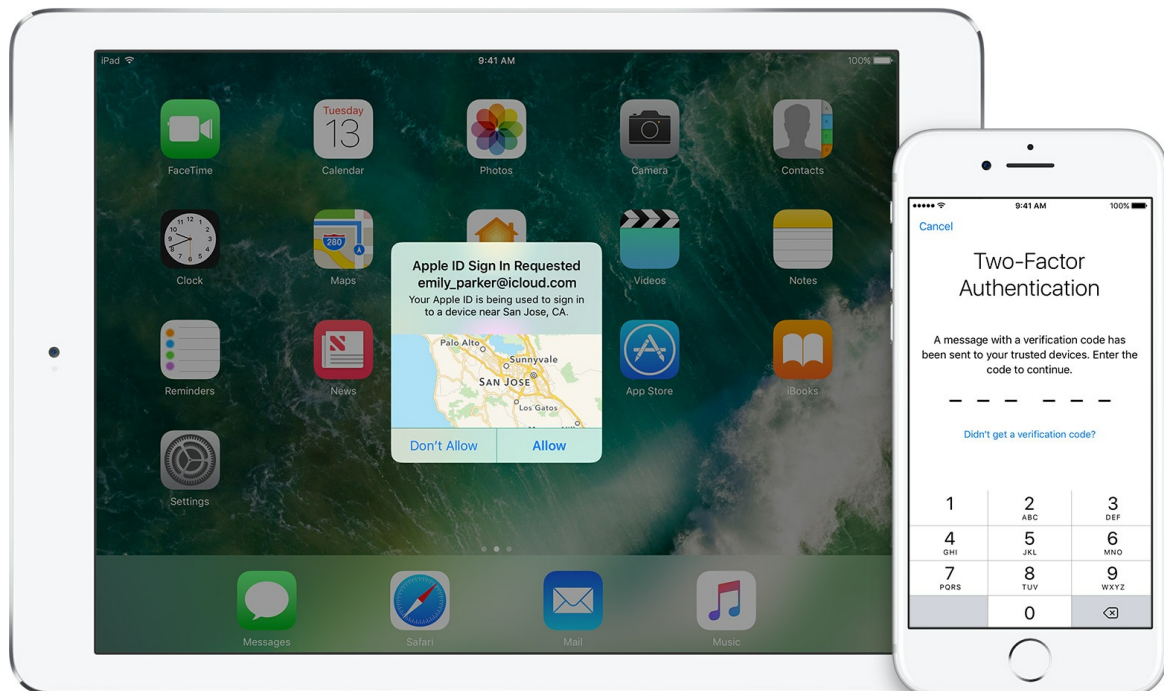 iPad
9:41 AM
100%
FaceTime
Tuesday
13
Calendar
Photos
Camera
Contacts
Clock
280
Maps
Videos
Notes
Reminders
News
App Store
iBooks
Settings
Apple ID Sign In Requested
emily_parker@icloud.com
Your Apple ID is being used to sign in
to a device near San Jose, CA.
Palo Alto
Sunnyvale
SAN JOSE
Los Gatos
Don't Allow
Allow
Messages
Safari
Mail
Music
9:41 AM
100%
Cancel
Two-Factor
Authentication
A message with a verification code has
been sent to your trusted devices. Enter the
code to continue.
Didn't get a verification code?
1
2
ABC
3
DEF
4
GHI
5
JKL
6
MNO
7
PQRS
8
TUV
9
WXYZ
0